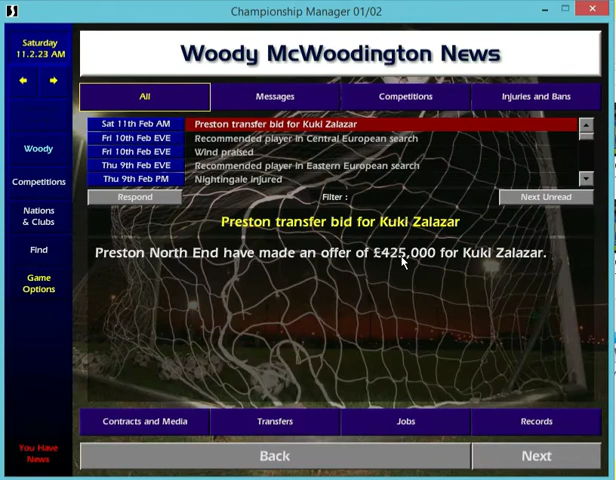 Championship Manager 01/02
Saturday
11.2.23 AM
Woody McWoodington News
All
Messages
Competitions
Injuries and Bans
Sat 11th Feb AM Preston transfer bid for Kuki Zalazar
Fri 10th Feb EVE Recommended player in Central European search
Fri 10th Feb EVE Wind praised
Thu 9th Feb EVE Recommended player in Eastern European search
Thu 9th Feb PM Nightingale injured
Respond
Filter :
Next Unread
Preston transfer bid for Kuki Zalazar
Preston North End have made an offer of £425,000 for Kuki Zalazar.
Woody
Competitions
Nations
& Clubs
Find
Game
Options
You Have
News
Contracts and Media
Transfers
Jobs
Records
Back
Next